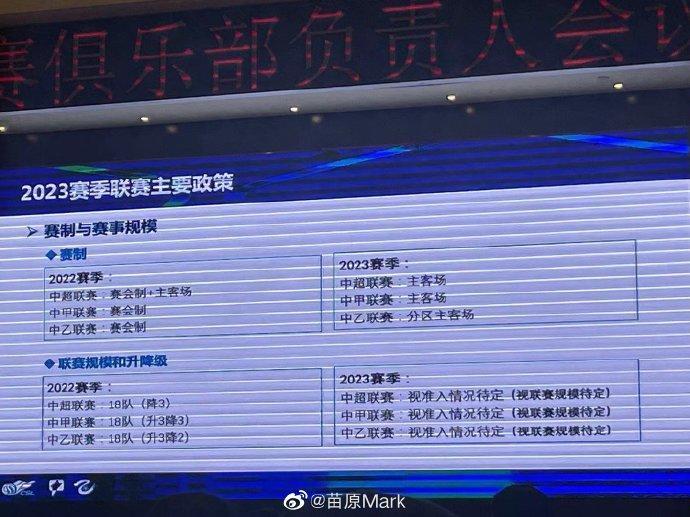 赛俱乐部负责人会议
2023赛季联赛主要政策
➤ 赛制与赛事规模
◆赛制
2022赛季：
中超联赛：赛会制+主客场
中甲联赛：赛会制
中乙联赛：赛会制
2023赛季：
中超联赛：主客场
中甲联赛：主客场
中乙联赛：分区主客场
◆联赛规模和升降级
2022赛季：
中超联赛：18队（降3）
中甲联赛：18队（升3降3）
中乙联赛：18队（升3降2）
2023赛季：
中超联赛：视准入情况待定（视联赛规模待定）
中甲联赛：视准入情况待定（视联赛规模待定）
中乙联赛：视准入情况待定（视联赛规模待定）
CSL
@苗原Mark